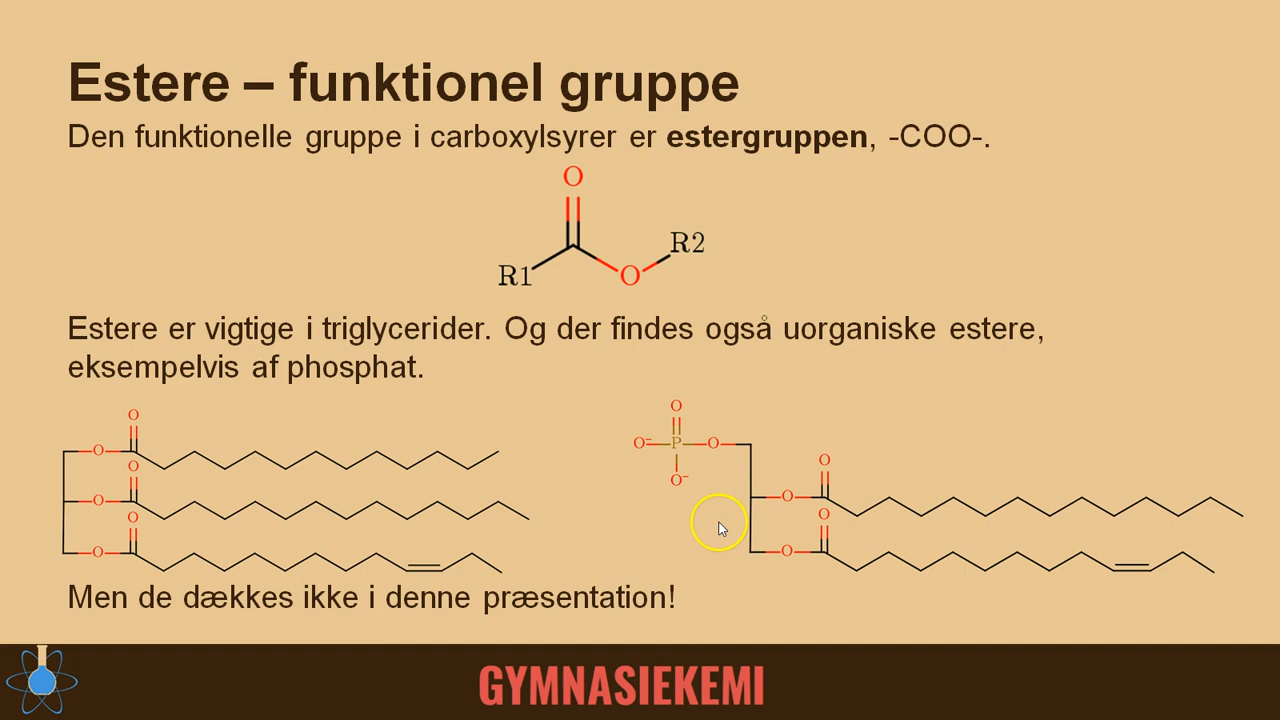 Estere – funktionel gruppe
Den funktionelle gruppe i carboxylsyrer er estergruppen, -COO-.
O
R1
O
R2
Estere er vigtige i triglycerider. Og der findes også uorganiske estere,
eksempelvis af phosphat.
O
O
O
O
O
O
O
O⁻ P O
O⁻
O
O
O
O
Men de dækkes ikke i denne præsentation!
GYMNASIEKEMI